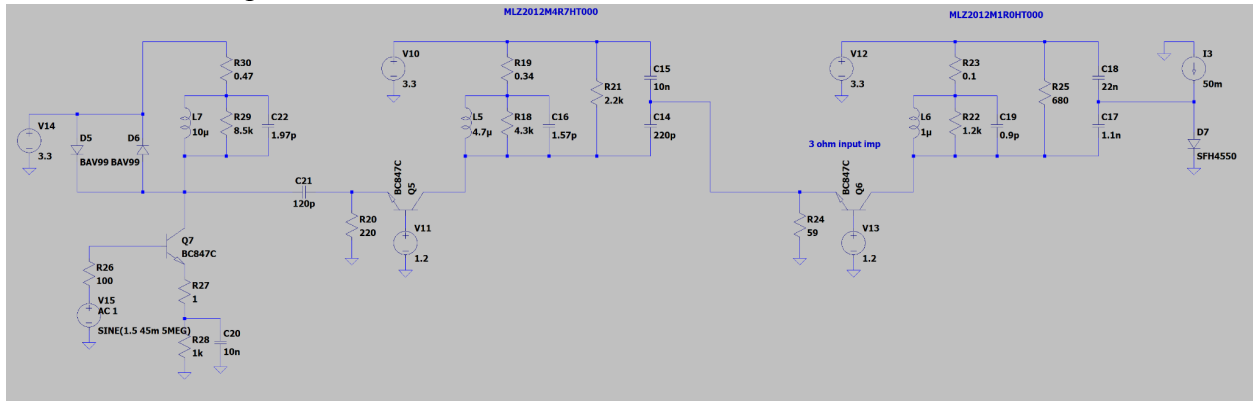 MLZ2012M4R7HT000
MLZ2012M1R0HT000
R30
0.47
V10
3.3
R19
0.34
R21
2.2k
C15
10n
V12
3.3
R23
0.1
R25
680
C18
22n
I3
50m
V14
3.3
D5
BAV99
D6
BAV99
L7
10µ
R29
8.5k
C22
1.97p
L5
4.7µ
R18
4.3k
C16
1.57p
C14
220p
L6
1µ
R22
1.2k
C19
0.9p
C17
1.1n
D7
SFH4550
3 ohm input imp
C21
120p
R20
220
BC847C
Q5
V11
1.2
R24
59
BC847C
Q6
V13
1.2
Q7
BC847C
R26
100
R27
1
V15
AC 1
SINE(1.5 45m 5MEG)
R28
1k
C20
10n